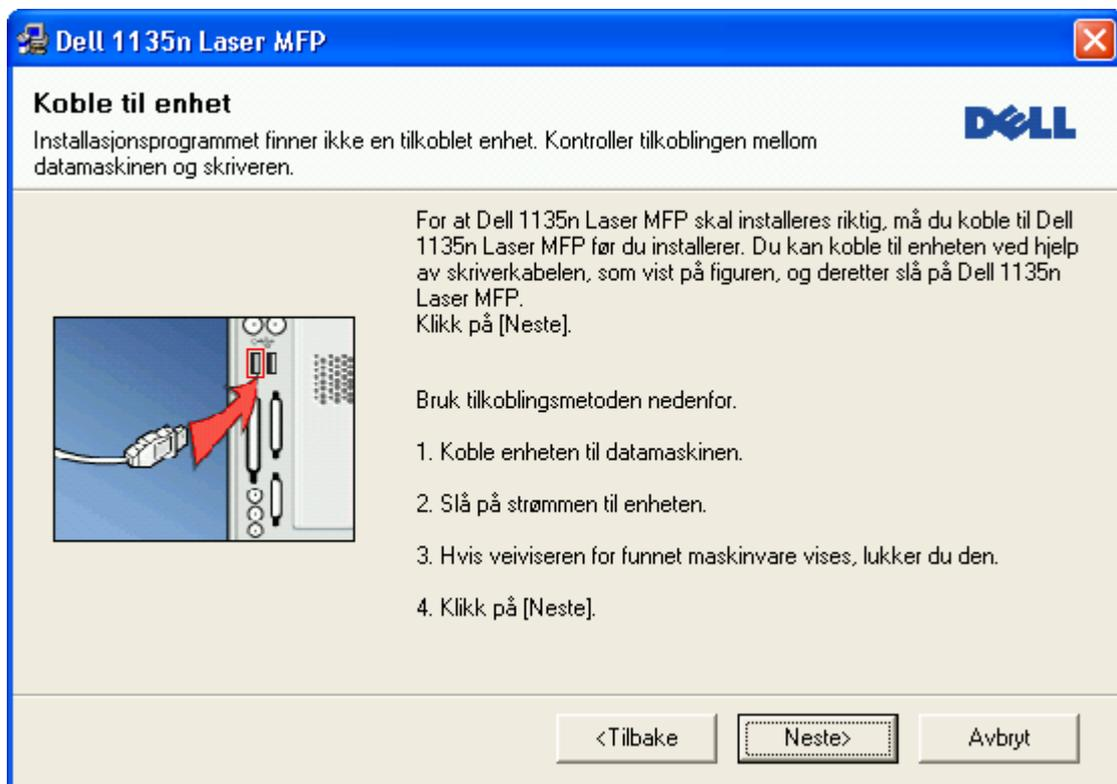 Dell 1135n Laser MFP
Koble til enhet
Installasjonsprogrammet finner ikke en tilkoblet enhet. Kontroller tilkoblingen mellom
datamaskinen og skriveren.
DELL
For at Dell 1135n Laser MFP skal installeres riktig, må du koble til Dell
1135n Laser MFP før du installerer. Du kan koble til enheten ved hjelp
av skriverkabelen, som vist på figuren, og deretter slå på Dell 1135n
Laser MFP.
Klikk på [Neste].
Bruk tilkoblingsmetoden nedenfor.
1. Koble enheten til datamaskinen.
2. Slå på strømmen til enheten.
3. Hvis veiviseren for funnet maskinvare vises, lukker du den.
4. Klikk på [Neste].
<Tilbake
Neste>
Avbryt